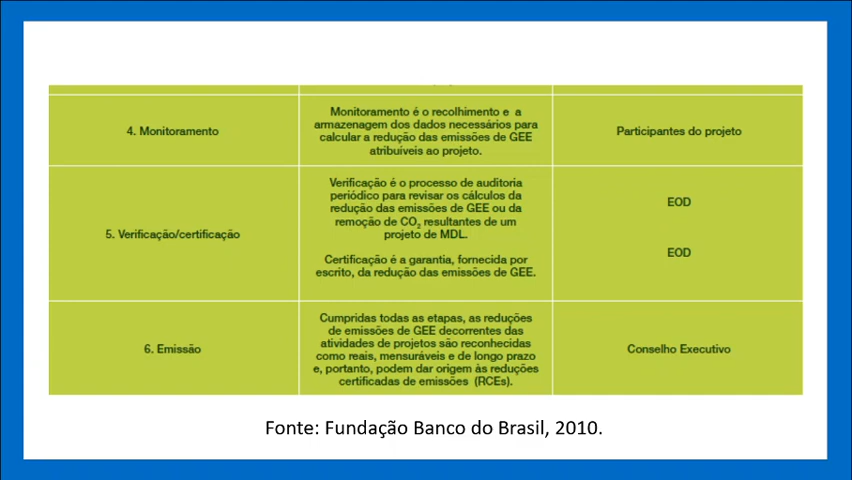 4. Monitoramento
Monitoramento é o recolhimento e a
armazenagem dos dados necessários para
calcular a redução das emissões de GEE
atribuíveis ao projeto.
Participantes do projeto
5. Verificação/certificação
Verificação é o processo de auditoria
periódico para revisar os cálculos da
redução das emissões de GEE ou da
remoção de CO₂ resultantes de um
projeto de MDL.
EOD
Certificação é a garantia, fornecida por
escrito, da redução das emissões de GEE.
EOD
6. Emissão
Cumpridas todas as etapas, as reduções
de emissões de GEE decorrentes das
atividades de projetos são reconhecidas
como reais, mensuráveis e de longo prazo
e, portanto, podem dar origem às reduções
certificadas de emissões (RCEs).
Conselho Executivo
Fonte: Fundação Banco do Brasil, 2010.